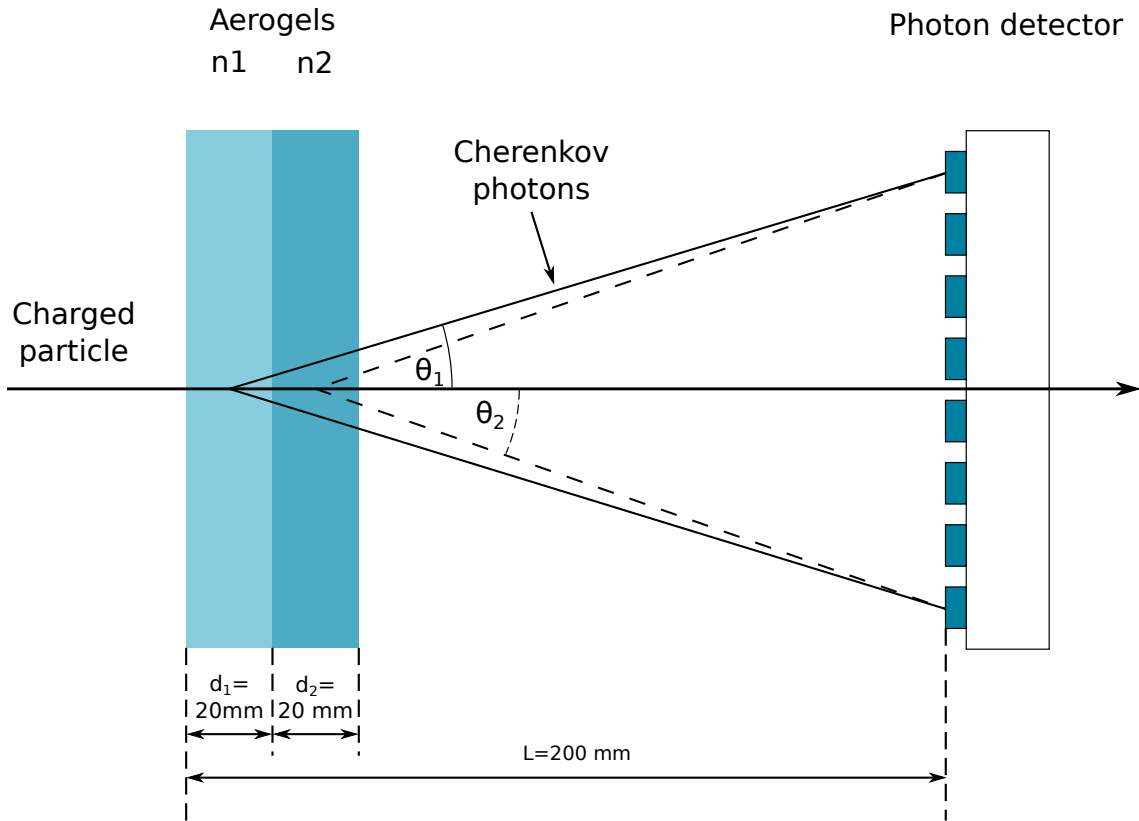 Aerogels
n1 n2
Photon detector
Cherenkov
photons
Charged
particle
θ₁
θ₂
d₁=
20mm
d₂=
20 mm
L=200 mm